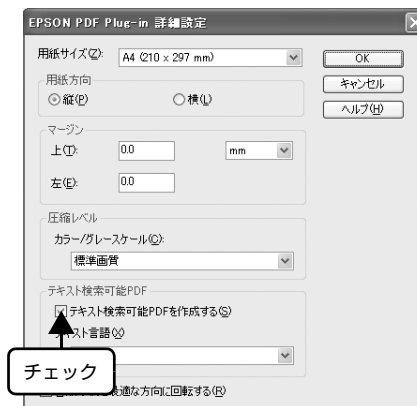 EPSON PDF Plug-in 詳細設定
用紙サイズ(Z):
A4 (210 x 297 mm)
OK
キャンセル
ヘルプ(H)
用紙方向
縦(P)
横(L)
マージン
上(T):
0.0
mm
左(E):
0.0
圧縮レベル
カラー/グレースケール(C):
標準画質
テキスト検索可能PDF
テキスト検索可能PDFを作成する(S)
スト言語(X)
チェック
最適な方向に回転する(R)